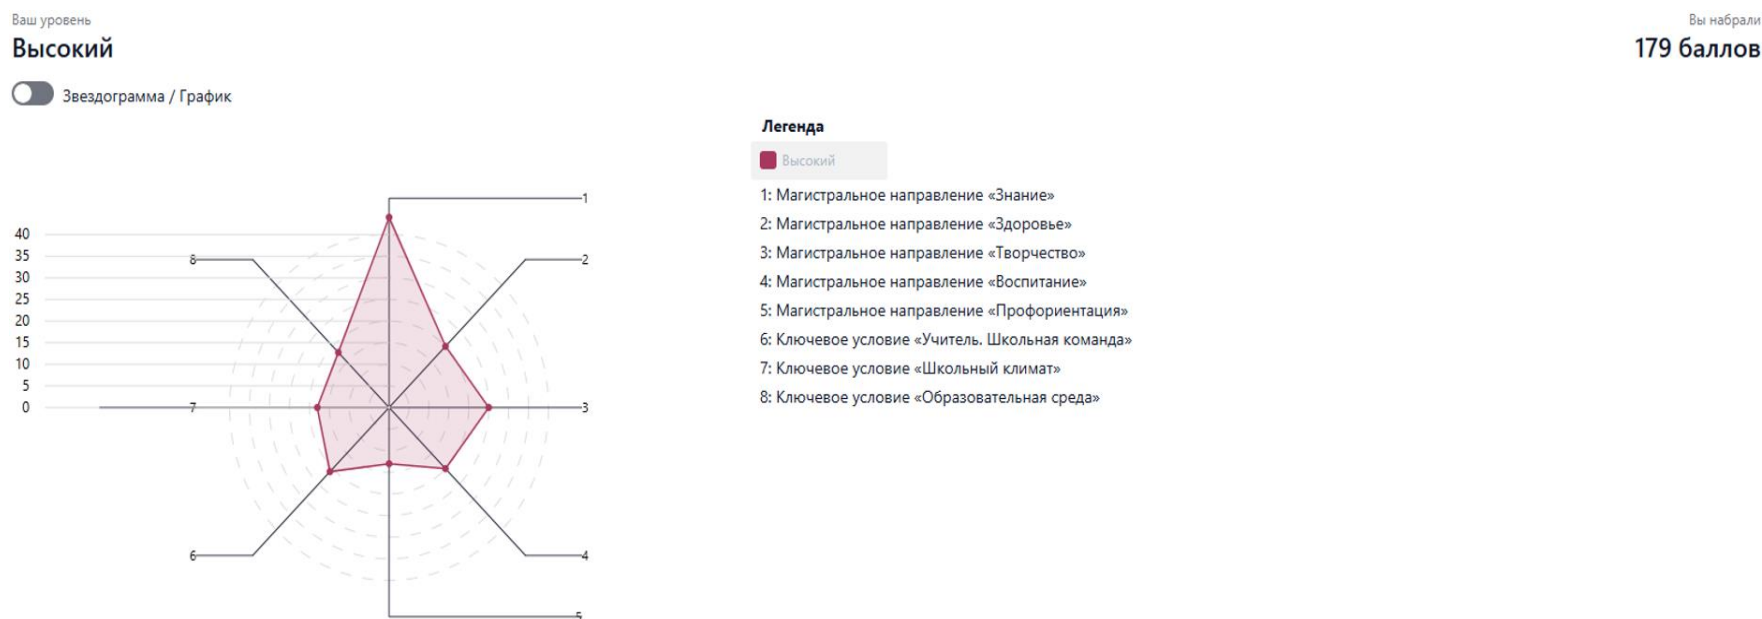 Ваш уровень
Вы набрали
Высокий
179 баллов
Звездограмма / График
Легенда
Высокий
1: Магистральное направление «Знание»
2: Магистральное направление «Здоровье»
3: Магистральное направление «Творчество»
4: Магистральное направление «Воспитание»
5: Магистральное направление «Профориентация»
6: Ключевое условие «Учитель. Школьная команда»
7: Ключевое условие «Школьный климат»
8: Ключевое условие «Образовательная среда»
40
35
30
25
20
15
10
5
0
1
2
3
4
5
6
7
8